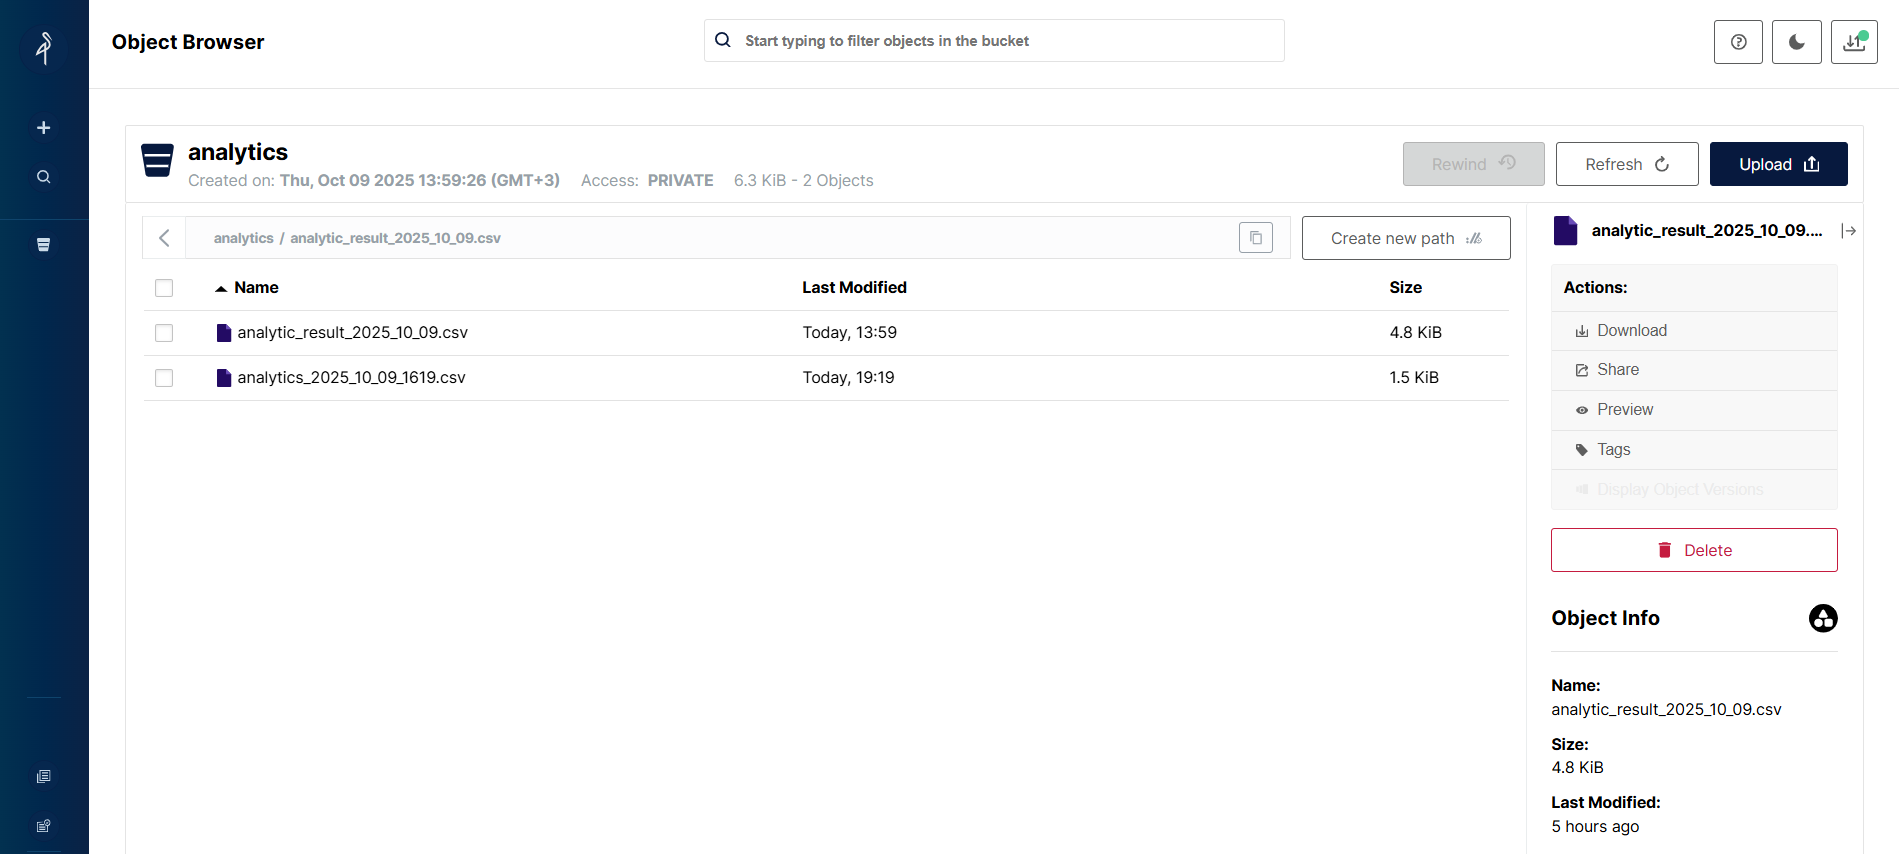 Object Browser
Start typing to filter objects in the bucket
analytics
Created on: Thu, Oct 09 2025 13:59:26 (GMT+3) Access: PRIVATE 6.3 KiB - 2 Objects
Rewind
Refresh
Upload
analytics / analytic_result_2025_10_09.csv
Create new path
Name Last Modified Size
analytic_result_2025_10_09.csv Today, 13:59 4.8 KiB
analytics_2025_10_09_1619.csv Today, 19:19 1.5 KiB
analytic_result_2025_10_09....
Actions:
Download
Share
Preview
Tags
Display Object Versions
Delete
Object Info
Name:
analytic_result_2025_10_09.csv
Size:
4.8 KiB
Last Modified:
5 hours ago